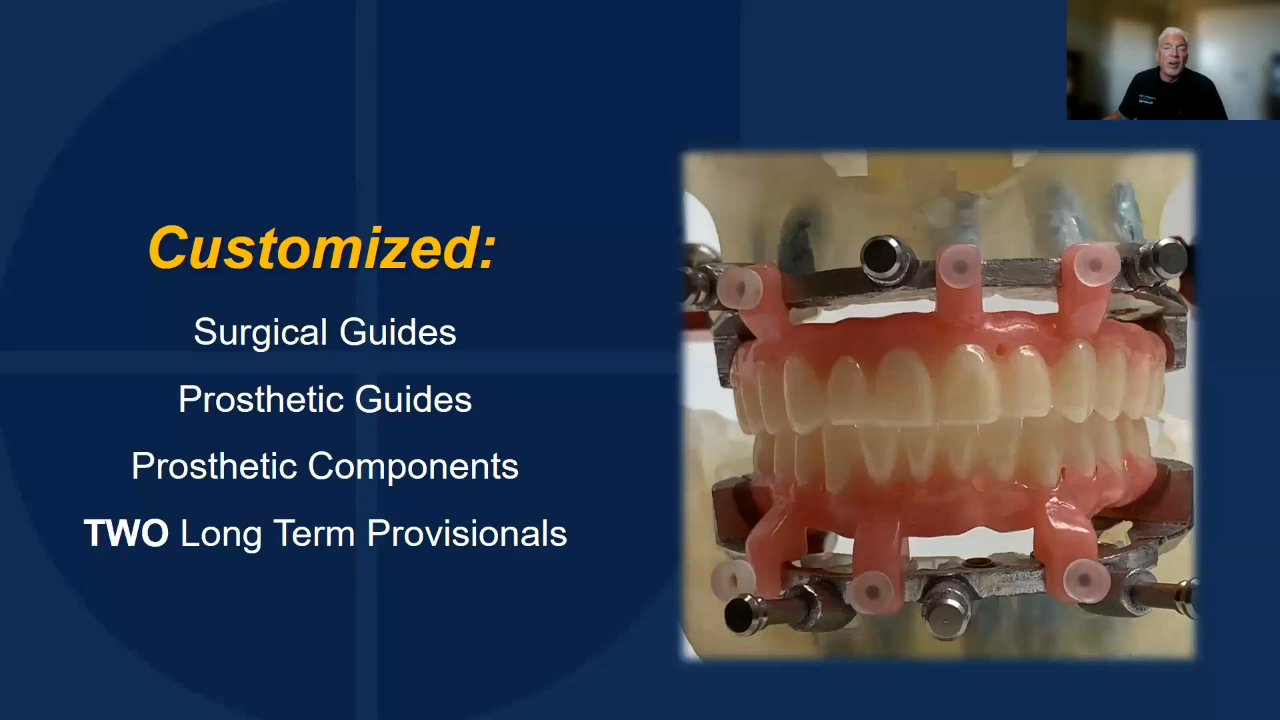 Customized:
Surgical Guides
Prosthetic Guides
Prosthetic Components
TWO Long Term Provisionals